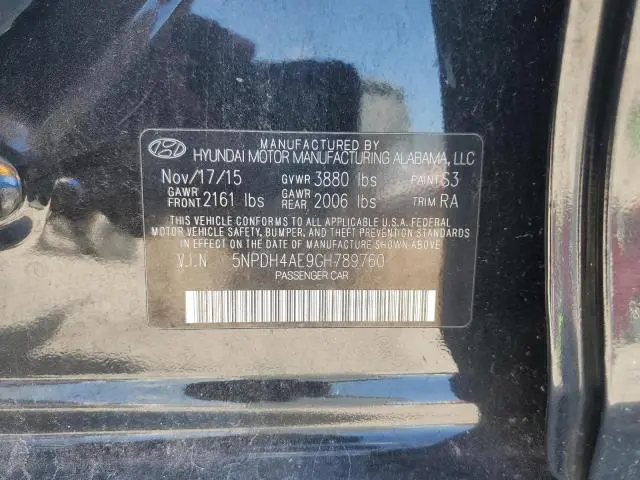 MANUFACTURED BY
HYUNDAI MOTOR MANUFACTURING ALABAMA, LLC
Nov/17/15 GVWR 3880 lbs PAINT S3
GAWR FRONT 2161 lbs GAWR REAR 2006 lbs TRIM RA
THIS VEHICLE CONFORMS TO ALL APPLICABLE U.S.A. FEDERAL
MOTOR VEHICLE SAFETY, BUMPER, AND THEFT PREVENTION STANDARDS
IN EFFECT ON THE DATE OF MANUFACTURE SHOWN ABOVE.
V.I.N 5NPDH4AE9GH789760
PASSENGER CAR